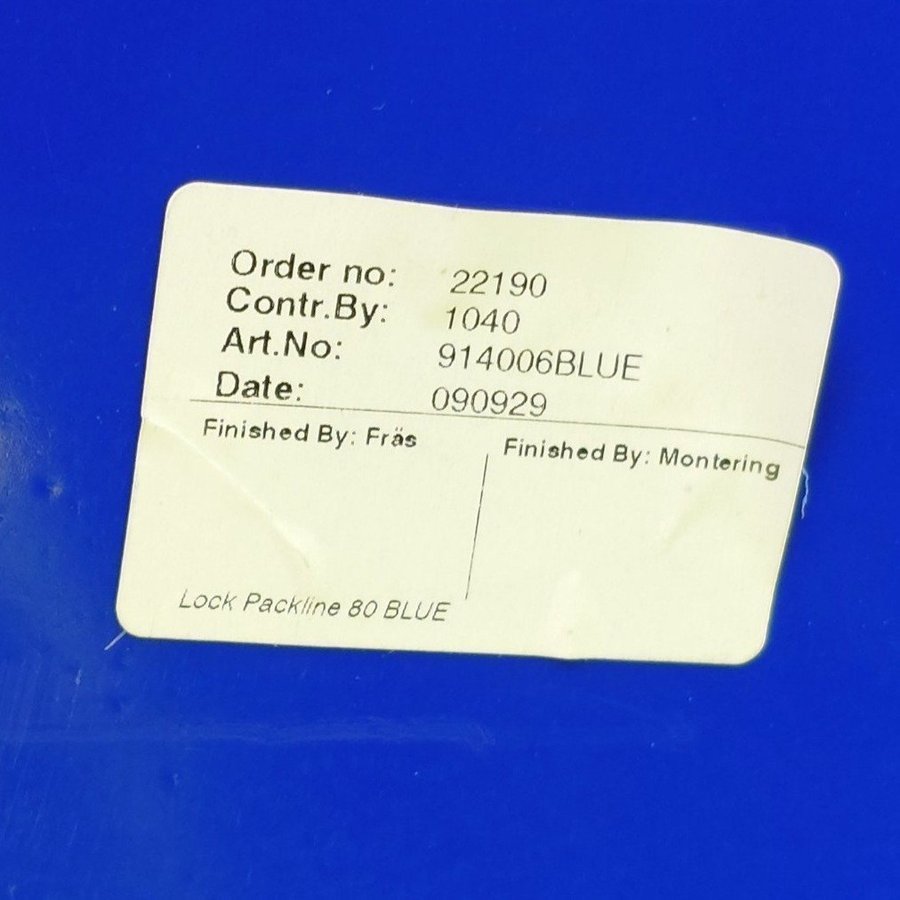 Order no: 22190
Contr.By: 1040
Art.No: 914006BLUE
Date: 090929
Finished By: Fräs
Finished By: Montering
Lock Packline 80 BLUE